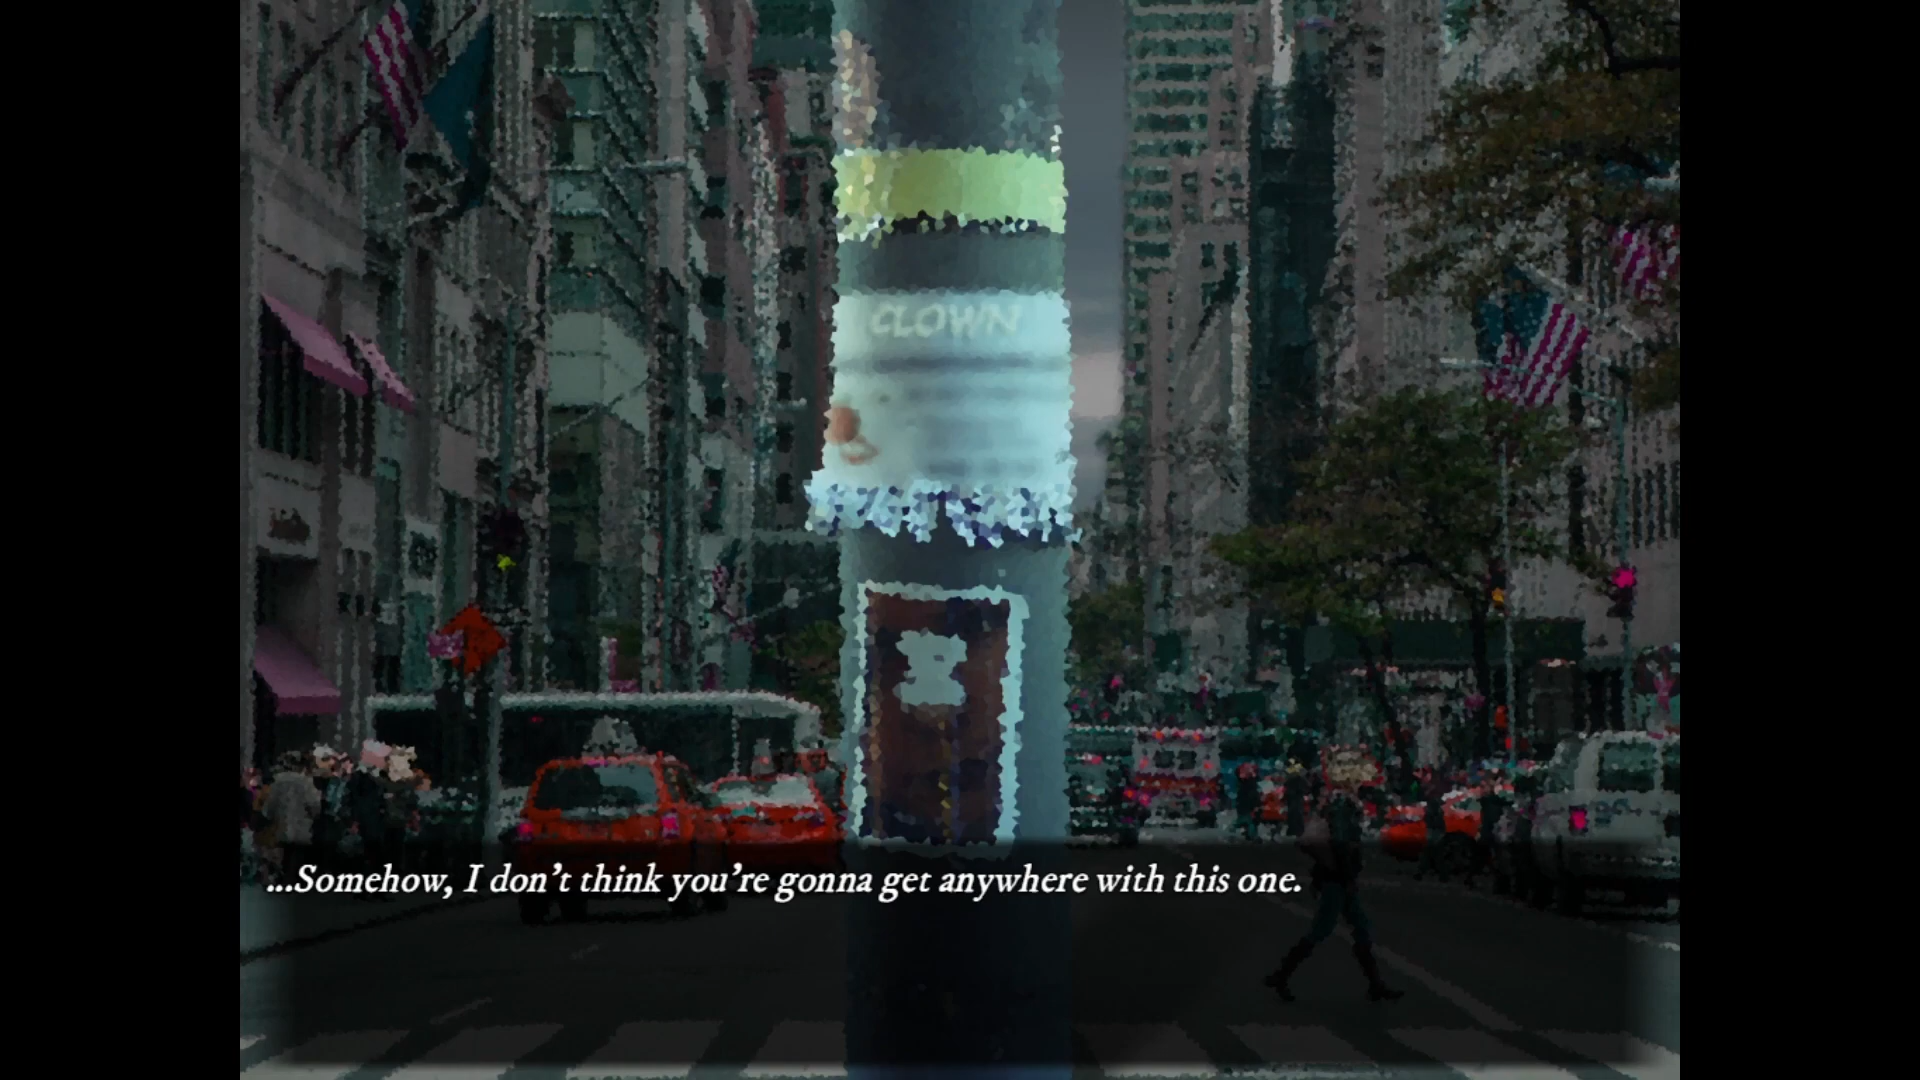 CLOWN
...Somehow, I don't think you're gonna get anywhere with this one.